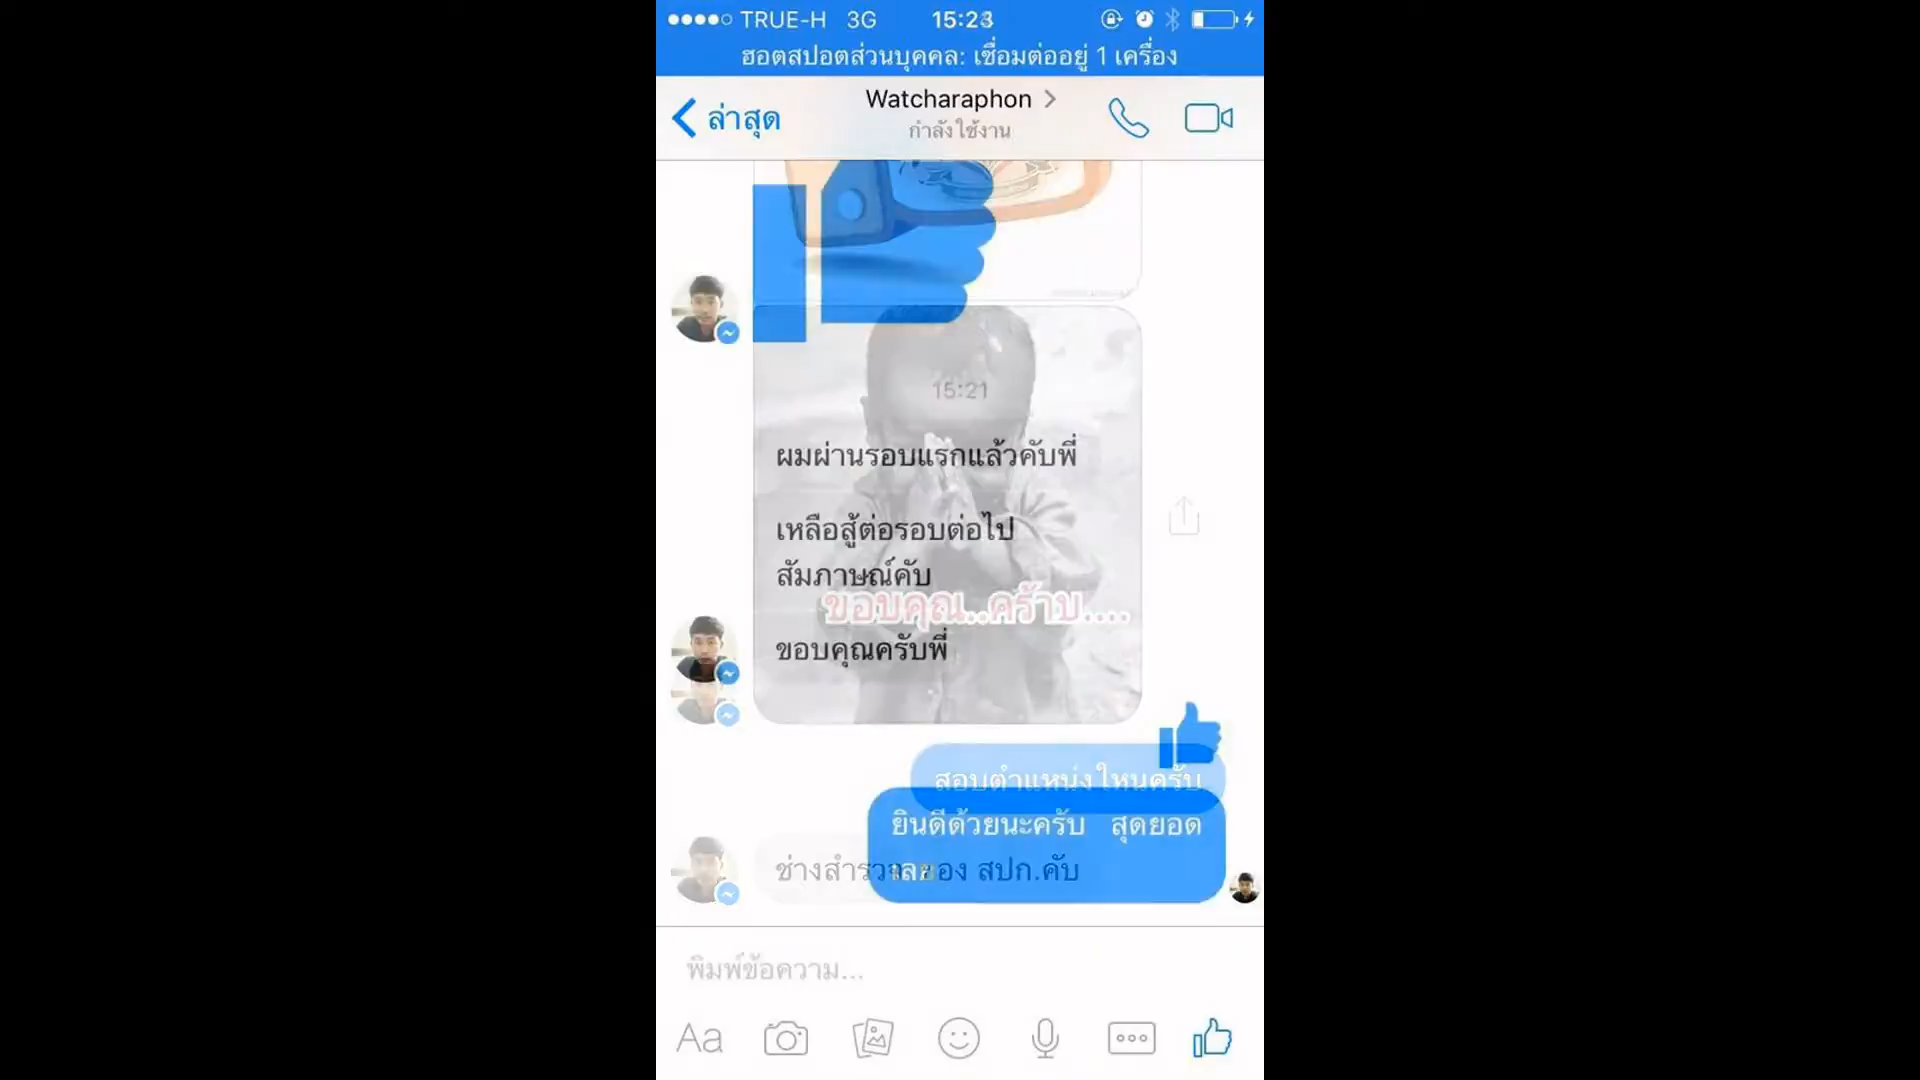 TRUE-H 3G 15:23
ฮอตสปอตส่วนบุคคล: เชื่อมต่ออยู่ 1 เครื่อง
ล่าสุด
Watcharaphon
กำลังใช้งาน
15:21
ผมผ่านรอบแรกแล้วคับพี่
เหลือสู้ต่อรอบต่อไป
สัมภาษณ์คับ
ขอบคุณ..คร้าบ....
ขอบคุณครับพี่
สอบตำแหน่งใหนครับ
ยินดีด้วยนะครับ สุดยอด
เลย
ช่างสำรวจ ของ สปก.คับ
พิมพ์ข้อความ...
Aa